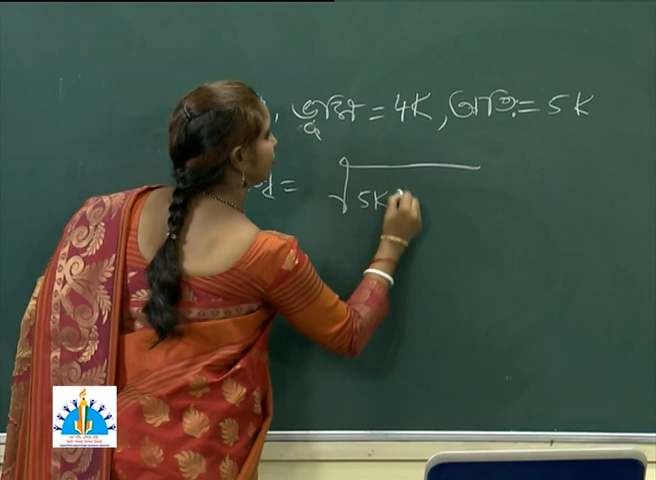 , ভূমি = 4K, অতি: = 5K
= √5K